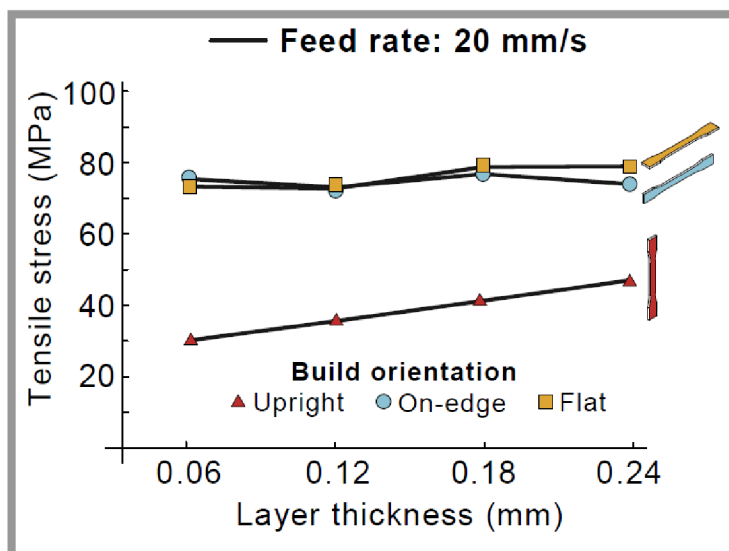 Feed rate: 20 mm/s
Tensile stress (MPa)
100
80
60
40
20
Build orientation
Upright On-edge Flat
0.06 0.12 0.18 0.24
Layer thickness (mm)